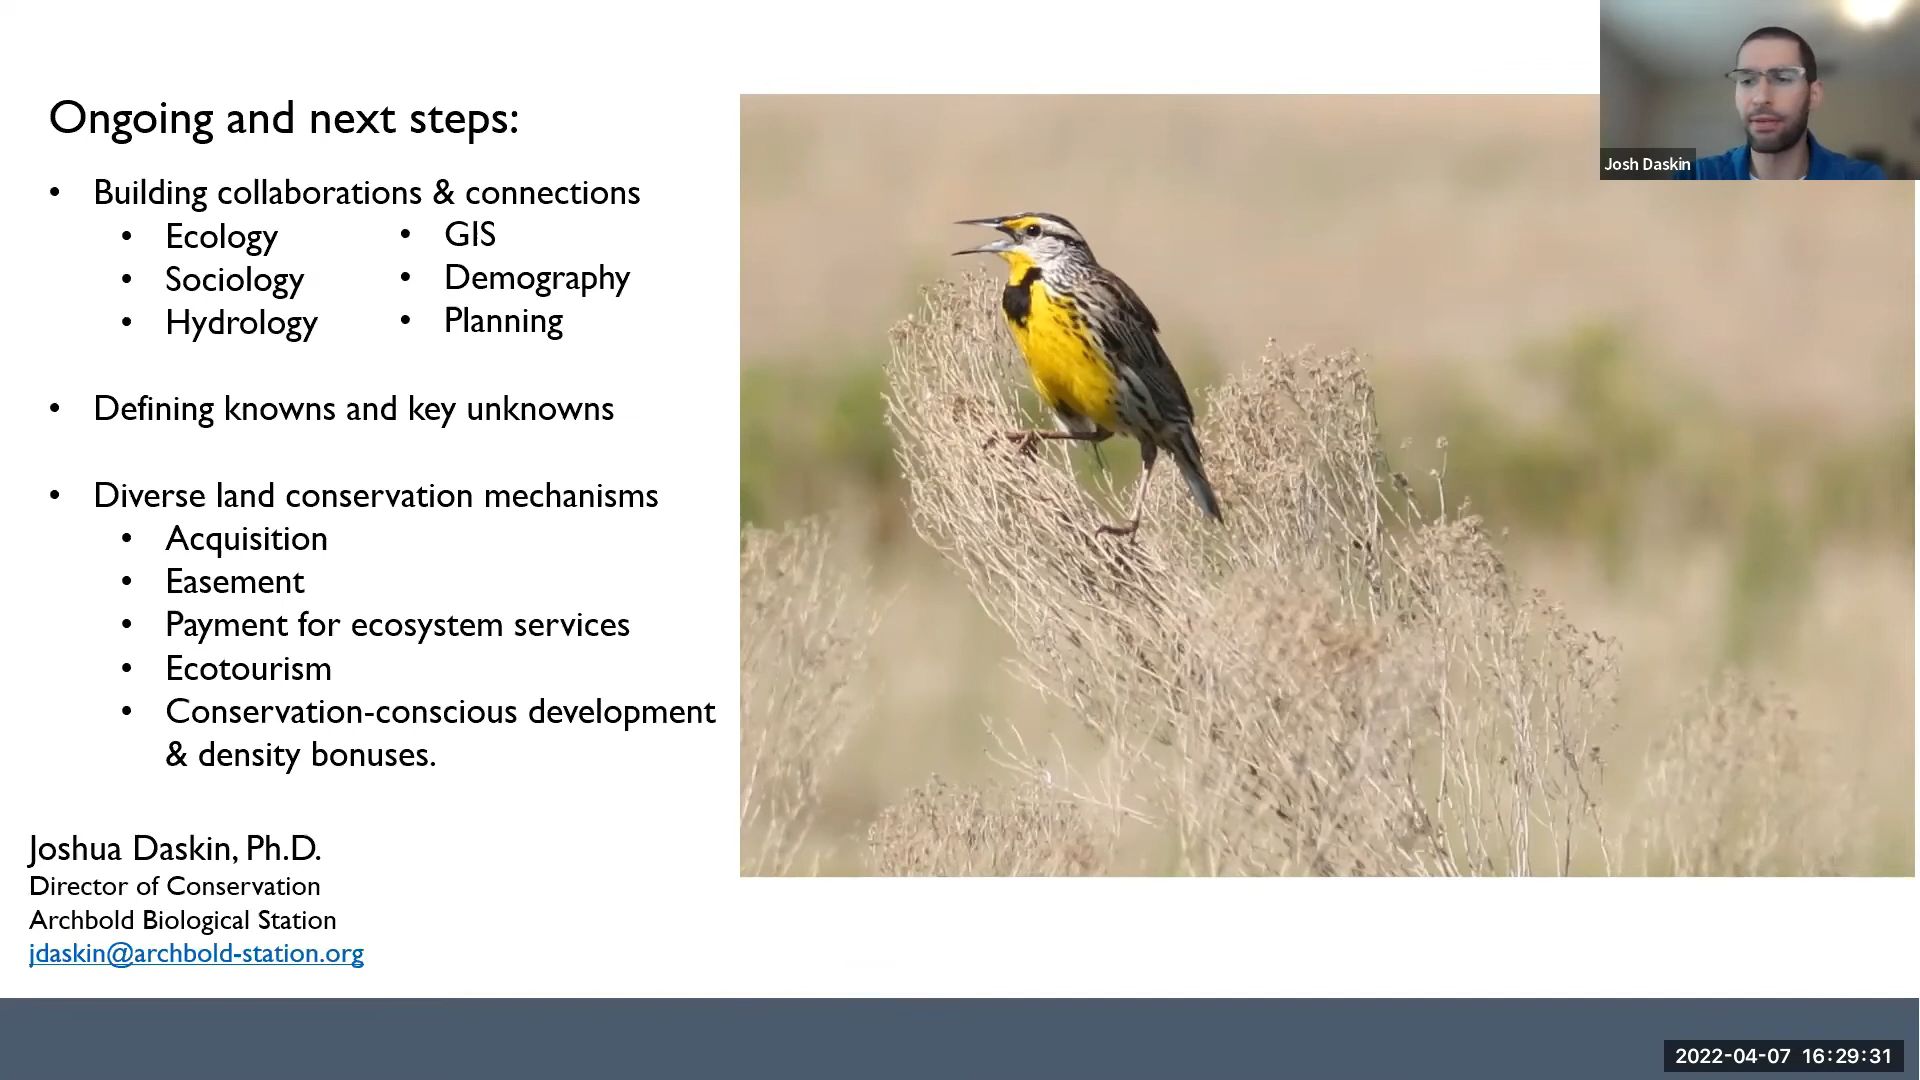 Ongoing and next steps:
• Building collaborations & connections
• Ecology
• Sociology
• Hydrology
• GIS
• Demography
• Planning
• Defining knowns and key unknowns
• Diverse land conservation mechanisms
• Acquisition
• Easement
• Payment for ecosystem services
• Ecotourism
• Conservation-conscious development
& density bonuses.
Joshua Daskin, Ph.D.
Director of Conservation
Archbold Biological Station
jdaskin@archbold-station.org
Josh Daskin
2022-04-07 16:29:31